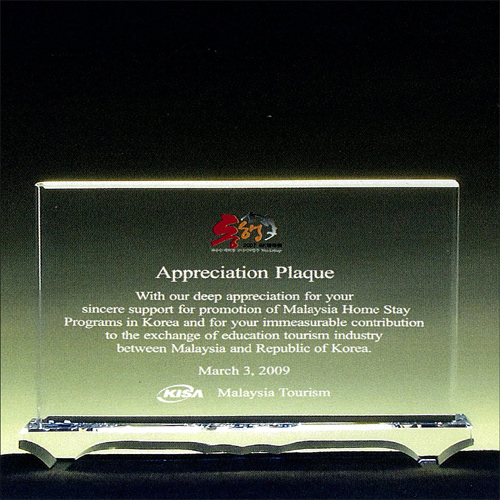 동행
Appreciation Plaque
With our deep appreciation for your
sincere support for promotion of Malaysia Home Stay
Programs in Korea and for your immeasurable contribution
to the exchange of education tourism industry
between Malaysia and Republic of Korea.
March 3, 2009
KISA Malaysia Tourism